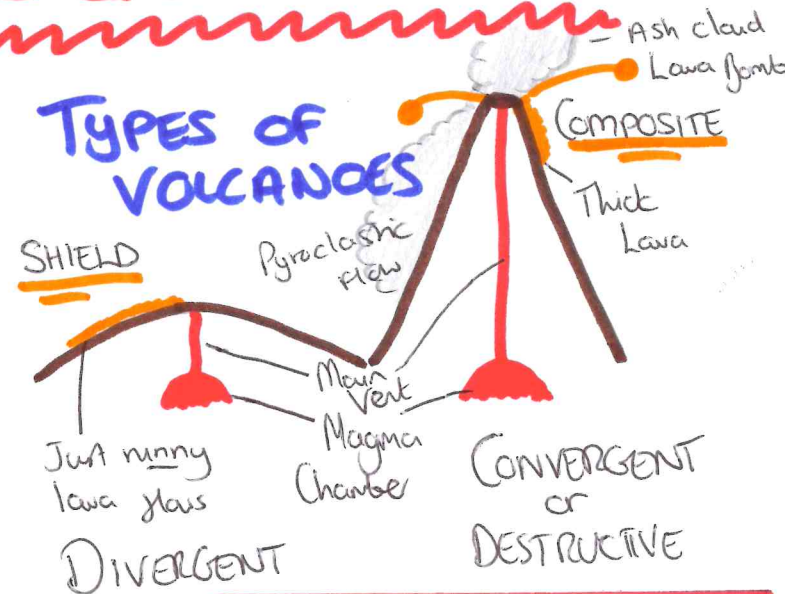 Ash cloud
Lava Bomb
TYPES OF
VOLCANOES
COMPOSITE
Thick
Lava
Pyroclastic
Flow
SHIELD
Main
Vent
Magma
Chamber
Just runny
lava flows
DIVERGENT
CONVERGENT
or
DESTRUCTIVE